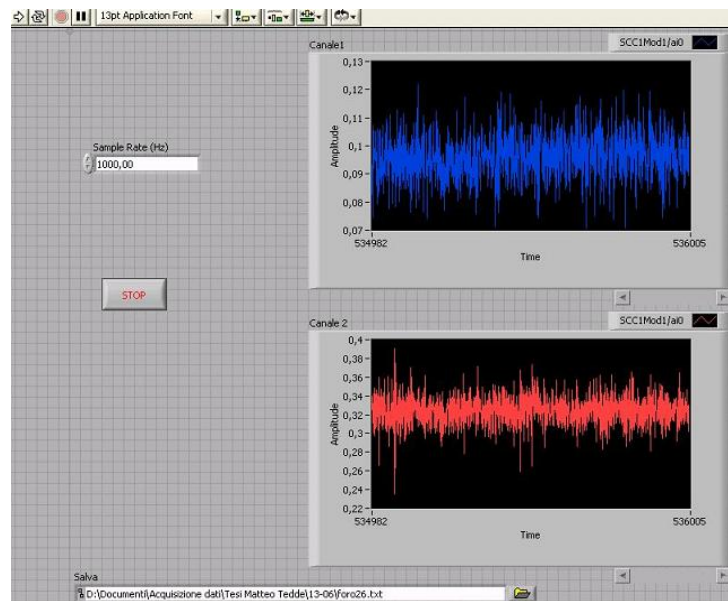 13pt Application Font
Canale1
SCC1Mod1/ai0
0,13
0,12
0,11
0,1
0,09
0,08
0,07
Amplitude
534982
536005
Time
Sample Rate (Hz)
1000,00
STOP
Canale 2
SCC1Mod1/ai0
0,4
0,38
0,36
0,34
0,32
0,3
0,28
0,26
0,24
0,22
Amplitude
534982
536005
Time
Salva
D:\Documenti\Acquisizione dati\Tesi Matteo Tedde\13-06\foro26.txt